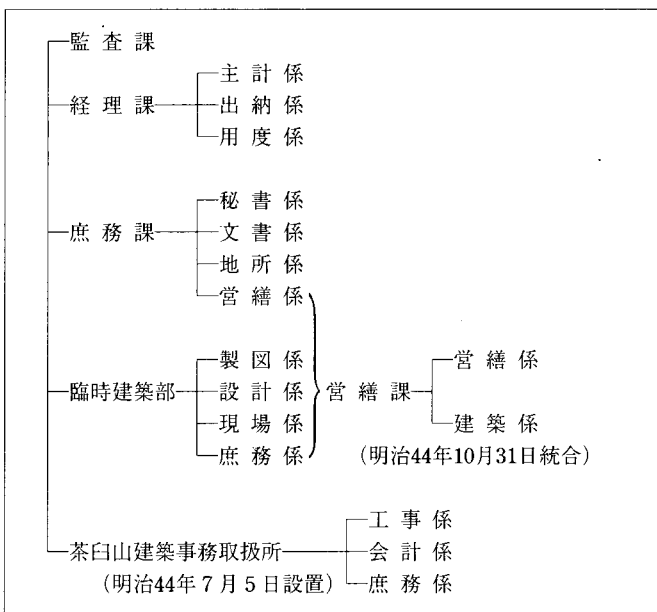 監査課
主計係
経理課 出納係
用度係
秘書係
庶務課 文書係
地所係
営繕係
製図係 営繕係
臨時建築部 設計係 営繕課
現場係 建築係
庶務係 (明治44年10月31日統合)
工事係
茶臼山建築事務取扱所 会計係
(明治44年7月5日設置) 庶務係